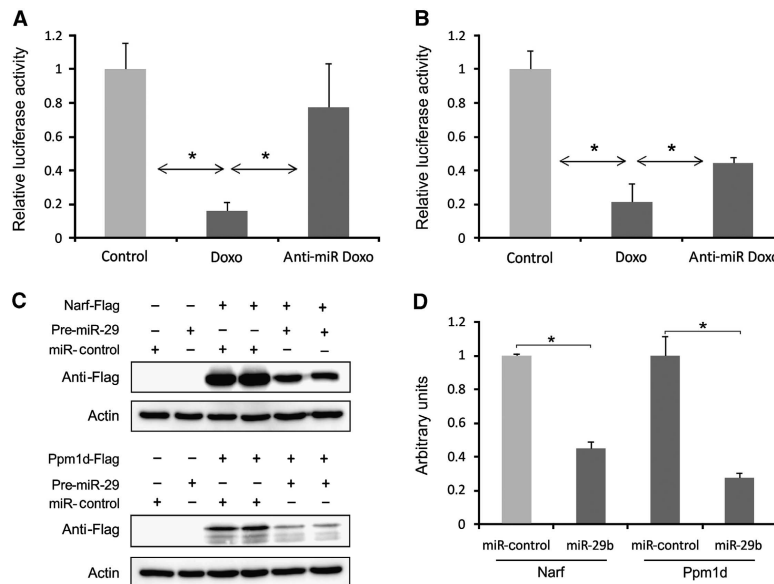 A
Relative luciferase activity
1.2
1
0.8
0.6
0.4
0.2
0
*
*
Control
Doxo
Anti-miR Doxo
B
Relative luciferase activity
1.2
1
0.8
0.6
0.4
0.2
0
*
*
Control
Doxo
Anti-miR Doxo
C
Narf-Flag – – + + + +
Pre-miR-29 – + – – + +
miR-control + – + + – –
Anti-Flag
Actin
Ppm1d-Flag – – + + + +
Pre-miR-29 – + – – + +
miR-control + – + + – –
Anti-Flag
Actin
D
Arbitrary units
1.2
1
0.8
0.6
0.4
0.2
0
*
*
miR-control
miR-29b
miR-control
miR-29b
Narf
Ppm1d